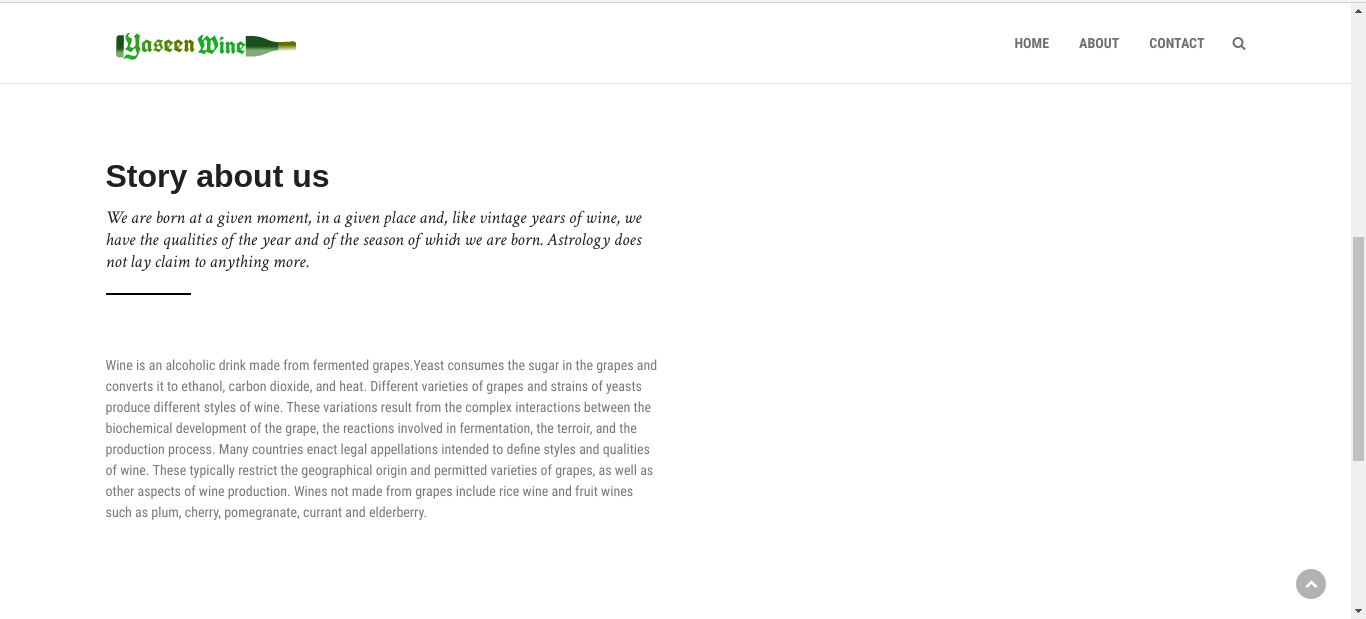 Yaseen Wine
HOME ABOUT CONTACT
Story about us
We are born at a given moment, in a given place and, like vintage years of wine, we
have the qualities of the year and of the season of which we are born. Astrology does
not lay claim to anything more.
Wine is an alcoholic drink made from fermented grapes.Yeast consumes the sugar in the grapes and
converts it to ethanol, carbon dioxide, and heat. Different varieties of grapes and strains of yeasts
produce different styles of wine. These variations result from the complex interactions between the
biochemical development of the grape, the reactions involved in fermentation, the terroir, and the
production process. Many countries enact legal appellations intended to define styles and qualities
of wine. These typically restrict the geographical origin and permitted varieties of grapes, as well as
other aspects of wine production. Wines not made from grapes include rice wine and fruit wines
such as plum, cherry, pomegranate, currant and elderberry.